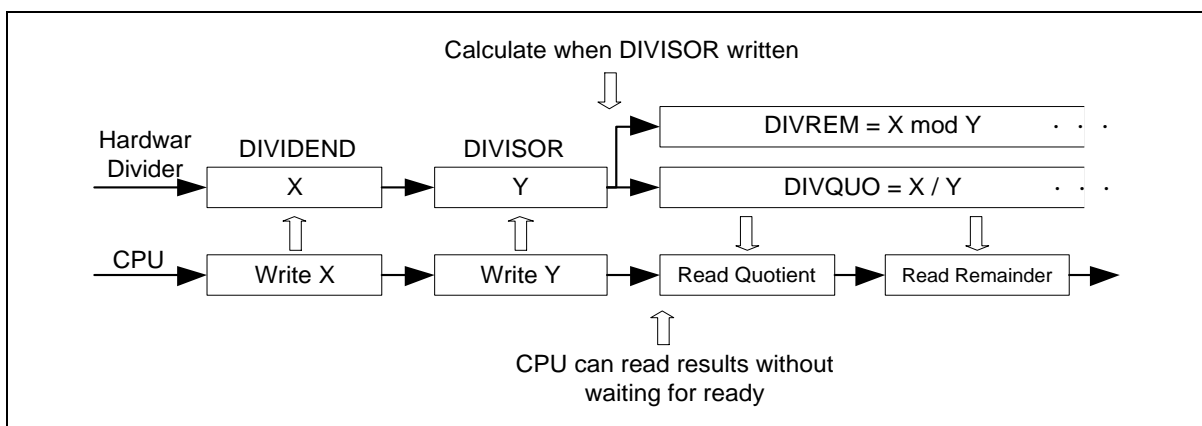 Calculate when DIVISOR written
Hardwar
Divider
DIVIDEND
DIVISOR
DIVREM = X mod Y
. . .
X
Y
DIVQUO = X / Y
. . .
CPU
Write X
Write Y
Read Quotient
Read Remainder
CPU can read results without
waiting for ready